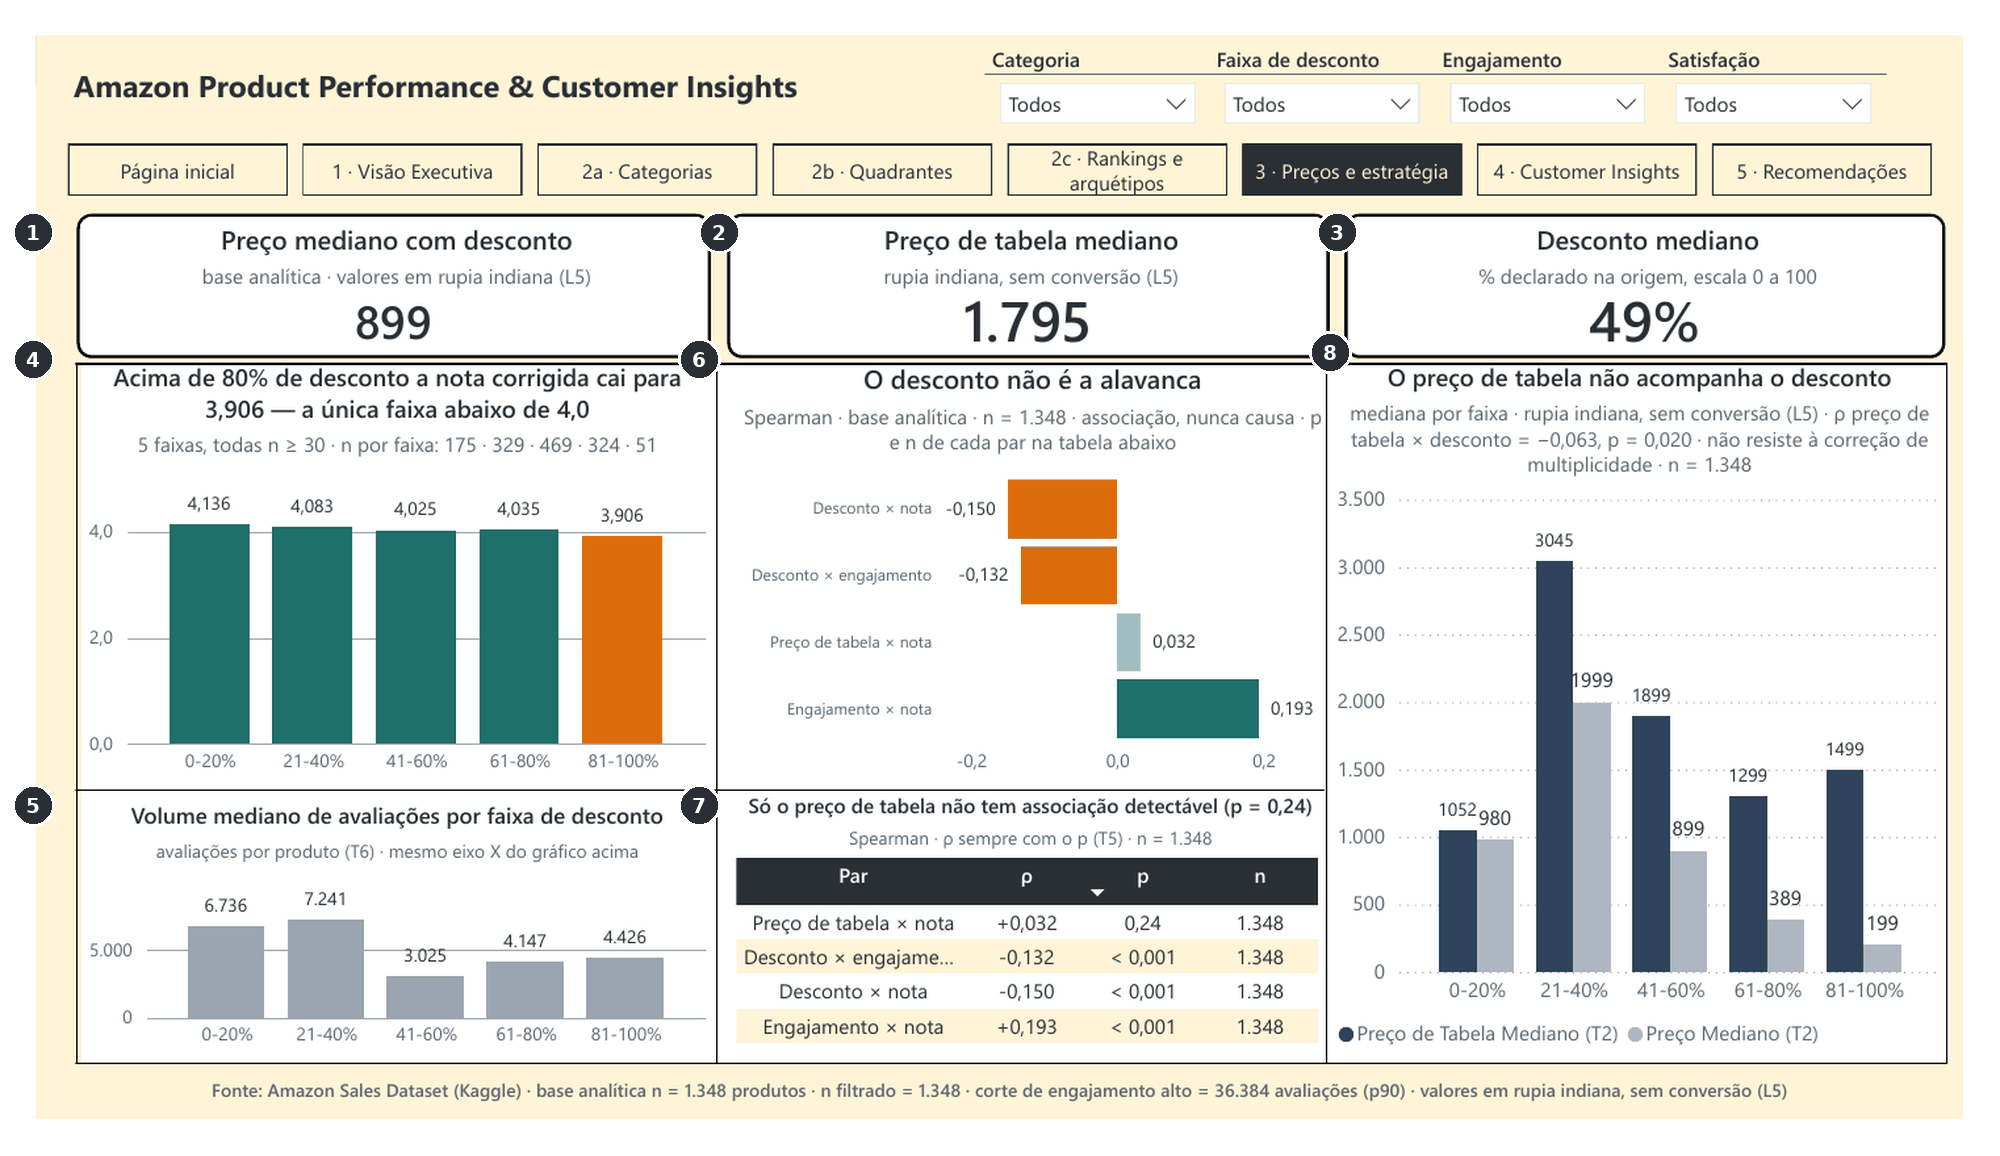 Amazon Product Performance & Customer Insights
Categoria
Faixa de desconto
Engajamento
Satisfação
Todos
Todos
Todos
Todos
Página inicial
1 · Visão Executiva
2a · Categorias
2b · Quadrantes
2c · Rankings e
arquétipos
3 · Preços e estratégia
4 · Customer Insights
5 · Recomendações
1
Preço mediano com desconto
base analítica · valores em rupia indiana (L5)
899
2
Preço de tabela mediano
rupia indiana, sem conversão (L5)
1.795
3
Desconto mediano
% declarado na origem, escala 0 a 100
49%
4
Acima de 80% de desconto a nota corrigida cai para
3,906 — a única faixa abaixo de 4,0
5 faixas, todas n ≥ 30 · n por faixa: 175 · 329 · 469 · 324 · 51
4,136
4,083
4,025
4,035
3,906
4,0
2,0
0,0
0-20%
21-40%
41-60%
61-80%
81-100%
5
Volume mediano de avaliações por faixa de desconto
avaliações por produto (T6) · mesmo eixo X do gráfico acima
6.736
7.241
3.025
4.147
4.426
5.000
0
0-20%
21-40%
41-60%
61-80%
81-100%
6
O desconto não é a alavanca
Spearman · base analítica · n = 1.348 · associação, nunca causa · p
e n de cada par na tabela abaixo
Desconto × nota
-0,150
Desconto × engajamento
-0,132
Preço de tabela × nota
0,032
Engajamento × nota
0,193
-0,2
0,0
0,2
7
Só o preço de tabela não tem associação detectável (p = 0,24)
Spearman · ρ sempre com o p (T5) · n = 1.348
Par ρ p n
Preço de tabela × nota +0,032 0,24 1.348
Desconto × engajame... -0,132 < 0,001 1.348
Desconto × nota -0,150 < 0,001 1.348
Engajamento × nota +0,193 < 0,001 1.348
8
O preço de tabela não acompanha o desconto
mediana por faixa · rupia indiana, sem conversão (L5) · ρ preço de
tabela × desconto = −0,063, p = 0,020 · não resiste à correção de
multiplicidade · n = 1.348
3.500
3.000
2.500
2.000
1.500
1.000
500
0
1052
980
3045
1999
1899
899
1299
389
1499
199
0-20%
21-40%
41-60%
61-80%
81-100%
Preço de Tabela Mediano (T2)
Preço Mediano (T2)
Fonte: Amazon Sales Dataset (Kaggle) · base analítica n = 1.348 produtos · n filtrado = 1.348 · corte de engajamento alto = 36.384 avaliações (p90) · valores em rupia indiana, sem conversão (L5)